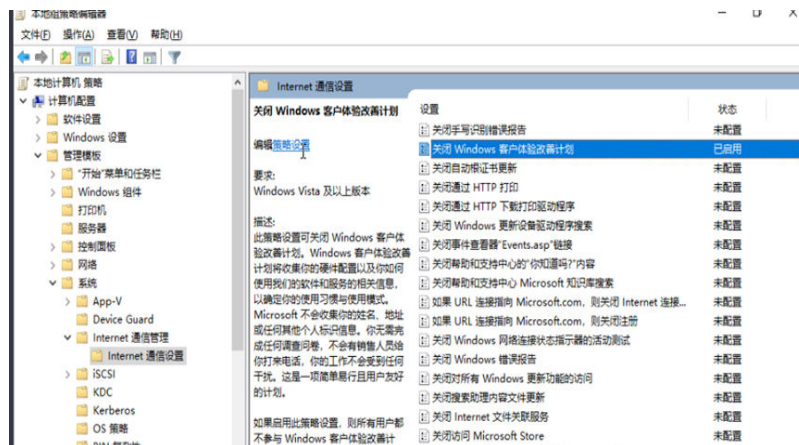 本地组策略编辑器
文件(F) 操作(A) 查看(V) 帮助(H)
本地计算机 策略
计算机配置
软件设置
Windows 设置
管理模板
"开始"菜单和任务栏
Windows 组件
打印机
服务器
控制面板
网络
系统
App-V
Device Guard
Internet 通信管理
Internet 通信设置
iSCSI
KDC
Kerberos
OS 策略
Internet 通信设置
关闭 Windows 客户体验改善计划
编辑策略设置
要求:
Windows Vista 及以上版本
描述:
此策略设置可关闭 Windows 客户体
验改善计划。Windows 客户体验改善
计划将收集你的硬件配置以及你如何
使用我们的软件和服务的相关信息，
以确定你的使用习惯与使用模式。
Microsoft 不会收集你的姓名、地址
或任何其他个人标识信息。你无需完
成任何调查问卷，不会有销售人员给
你打来电话，你的工作不会受到任何
干扰。这是一项简单易行且用户友好
的计划。
如果启用此策略设置，则所有用户都
不参与 Windows 客户体验改善计
设置 状态
关闭手写识别错误报告 未配置
关闭 Windows 客户体验改善计划 已启用
关闭自动根证书更新 未配置
关闭通过 HTTP 打印 未配置
关闭通过 HTTP 下载打印驱动程序 未配置
关闭 Windows 更新设备驱动程序搜索 未配置
关闭事件查看器"Events.asp"链接 未配置
关闭帮助和支持中心的"你知道吗?"内容 未配置
关闭帮助和支持中心 Microsoft 知识库搜索 未配置
如果 URL 连接指向 Microsoft.com，则关闭 Internet 连接... 未配置
如果 URL 连接指向 Microsoft.com，则关闭注册 未配置
关闭 Windows 网络连接状态指示器的活动测试 未配置
关闭 Windows 错误报告 未配置
关闭对所有 Windows 更新功能的访问 未配置
关闭搜索助理内容文件更新 未配置
关闭 Internet 文件关联服务 未配置
关闭访问 Microsoft Store 未配置